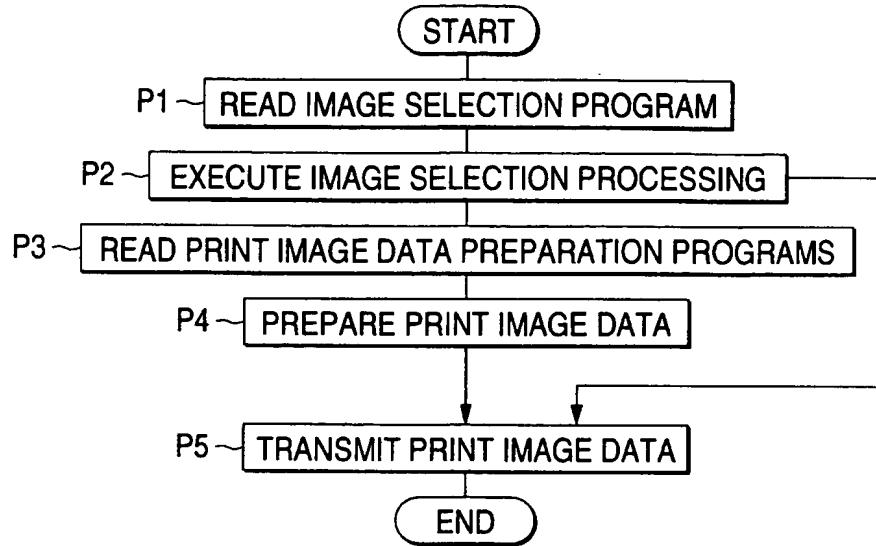 START
P1 READ IMAGE SELECTION PROGRAM
P2 EXECUTE IMAGE SELECTION PROCESSING
P3 READ PRINT IMAGE DATA PREPARATION PROGRAMS
P4 PREPARE PRINT IMAGE DATA
P5 TRANSMIT PRINT IMAGE DATA
END